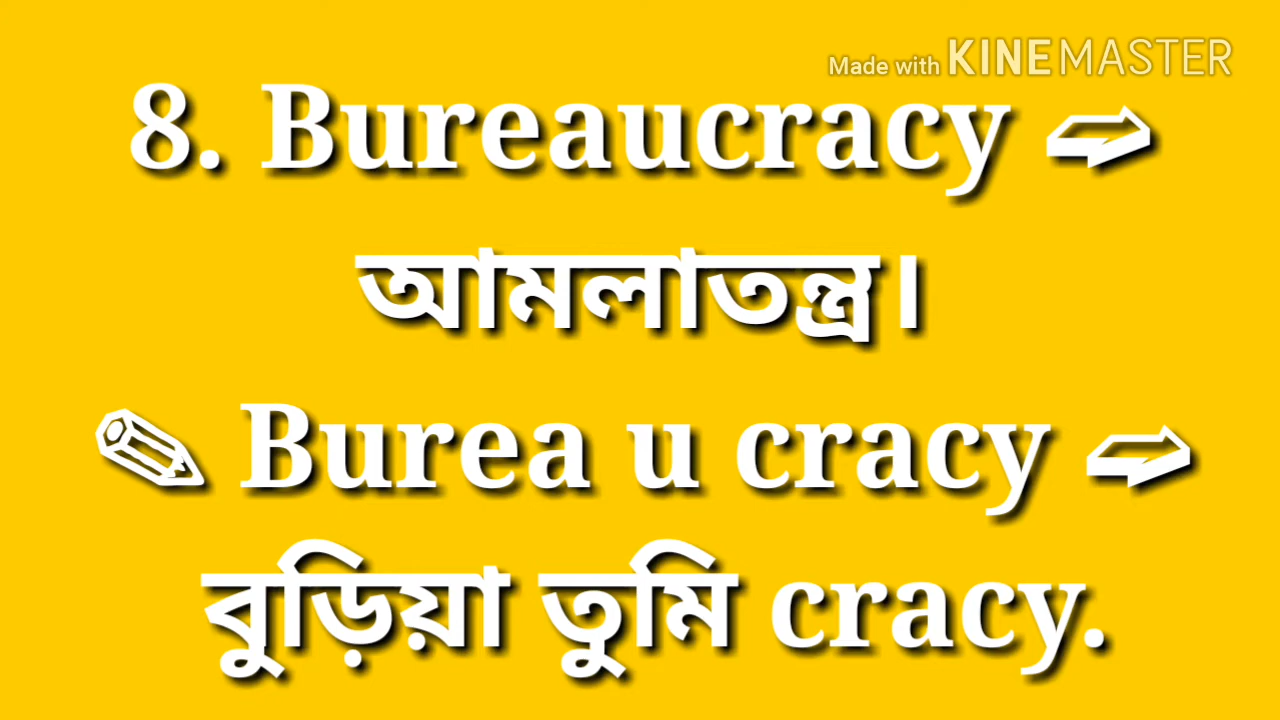 Made with KINEMASTER
8. Bureaucracy ➩
আমলাতন্ত্র।
✎ Burea u cracy ➩
বুড়িয়া তুমি cracy.